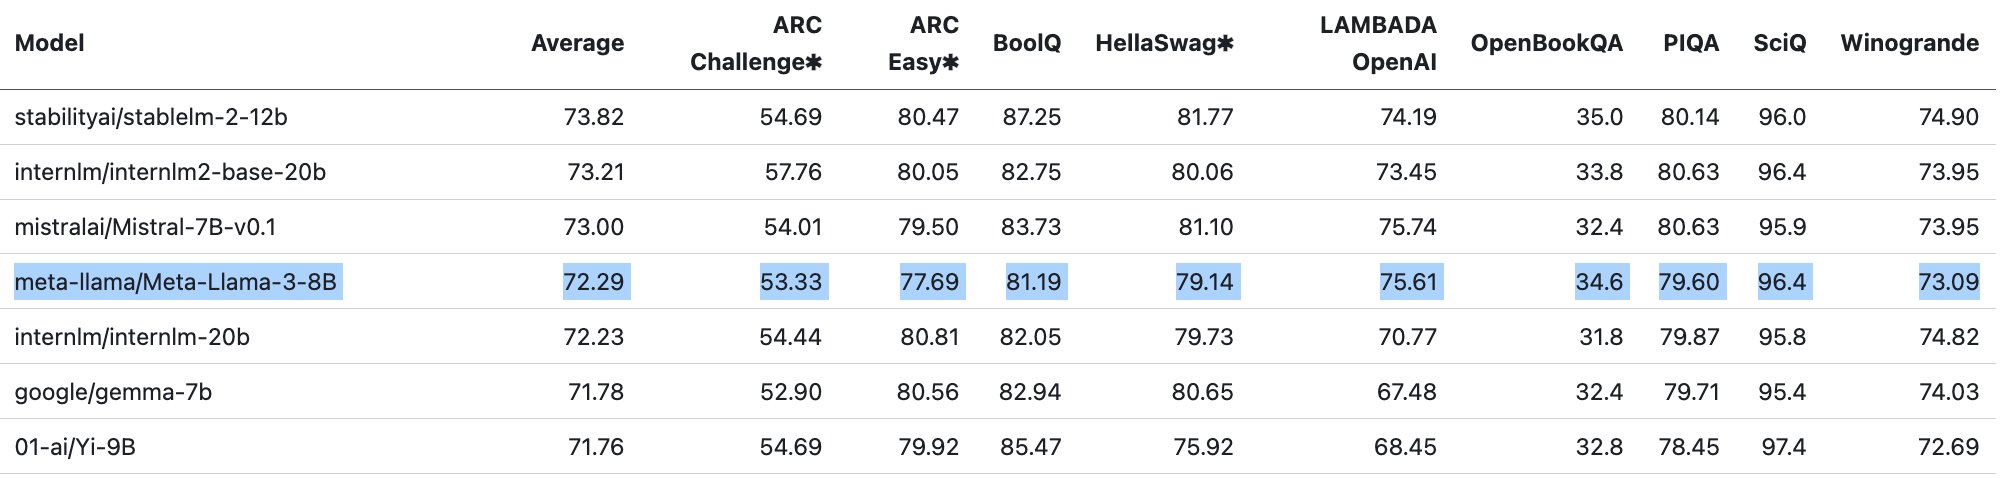 Model Average ARC Challenge✱ ARC Easy✱ BoolQ HellaSwag✱ LAMBADA OpenAI OpenBookQA PIQA SciQ Winogrande
stabilityai/stablelm-2-12b 73.82 54.69 80.47 87.25 81.77 74.19 35.0 80.14 96.0 74.90
internlm/internlm2-base-20b 73.21 57.76 80.05 82.75 80.06 73.45 33.8 80.63 96.4 73.95
mistralai/Mistral-7B-v0.1 73.00 54.01 79.50 83.73 81.10 75.74 32.4 80.63 95.9 73.95
meta-llama/Meta-Llama-3-8B 72.29 53.33 77.69 81.19 79.14 75.61 34.6 79.60 96.4 73.09
internlm/internlm-20b 72.23 54.44 80.81 82.05 79.73 70.77 31.8 79.87 95.8 74.82
google/gemma-7b 71.78 52.90 80.56 82.94 80.65 67.48 32.4 79.71 95.4 74.03
01-ai/Yi-9B 71.76 54.69 79.92 85.47 75.92 68.45 32.8 78.45 97.4 72.69